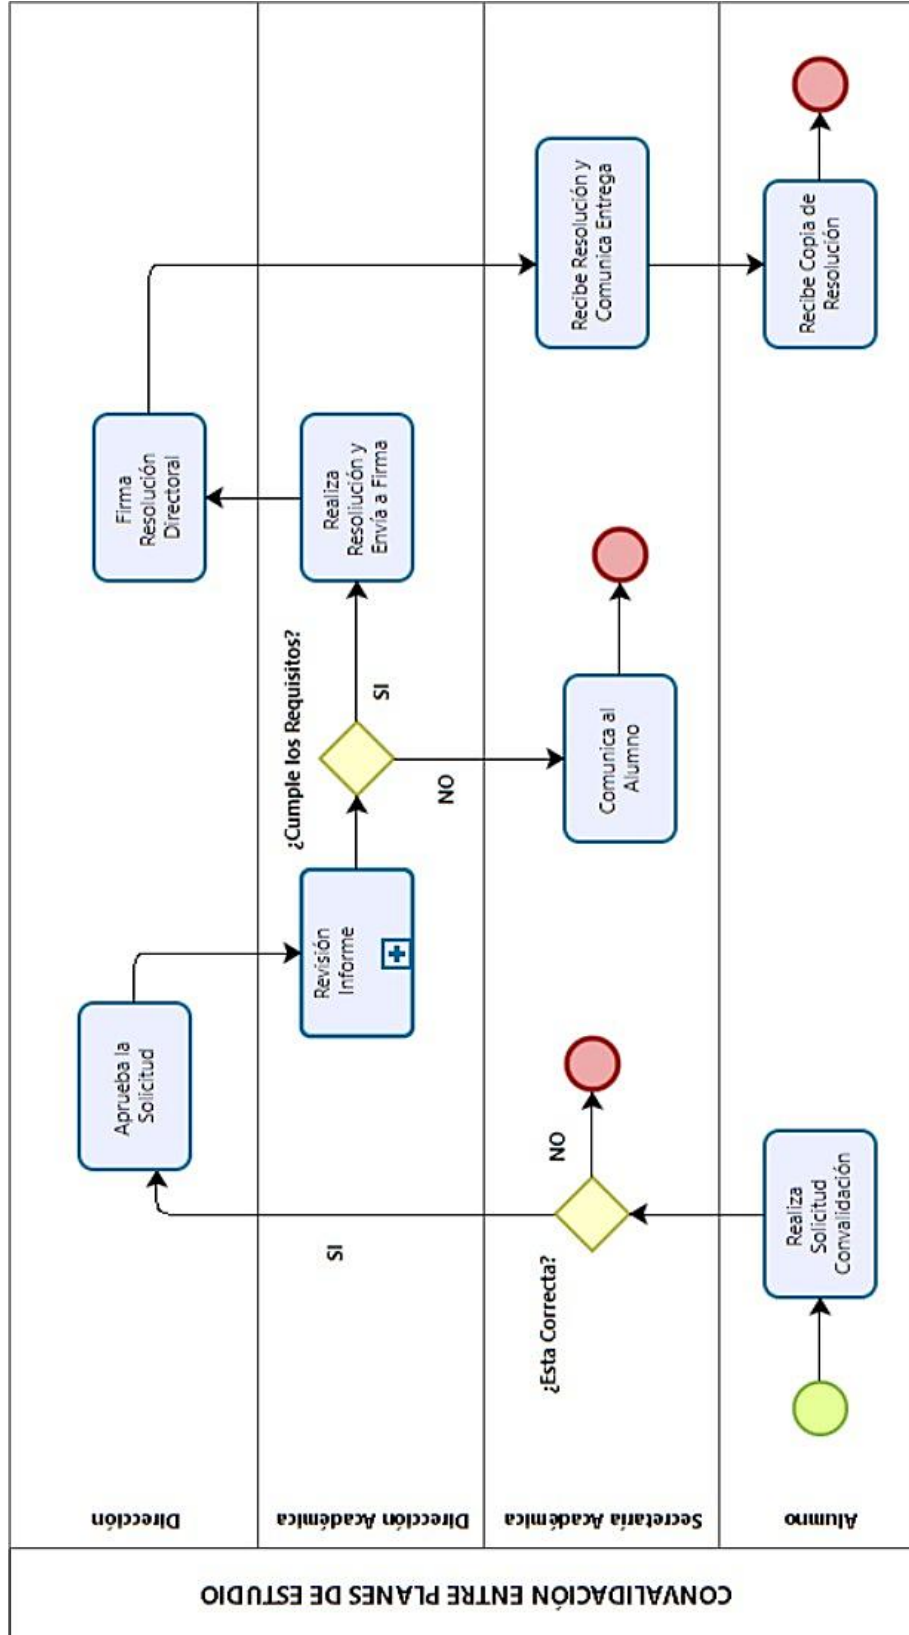 CONVALIDACIÓN ENTRE PLANES DE ESTUDIO
Dirección
Aprueba la
Solicitud
Firma
Resolución
Directoral
Dirección Académica
SI
Revisión
Informe
¿Cumple los Requisitos?
SI
NO
Realiza
Resoliución y
Envía a Firma
Secretaría Académica
¿Esta Correcta?
NO
Comunica al
Alumno
Recibe Resolución y
Comunica Entrega
Alumno
Realiza
Solicitud
Convalidación
Recibe Copia de
Resolución